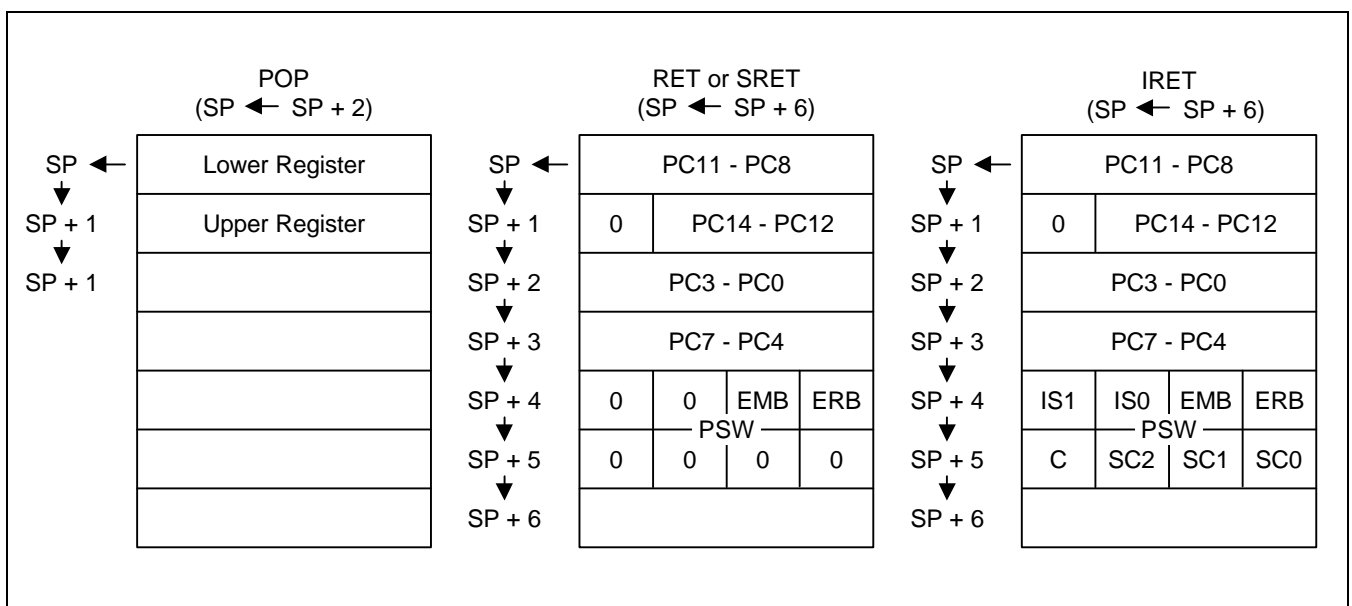 POP
(SP ← SP + 2)
SP ← Lower Register
SP + 1 Upper Register
SP + 1
RET or SRET
(SP ← SP + 6)
SP ← PC11 - PC8
SP + 1 0 PC14 - PC12
SP + 2 PC3 - PC0
SP + 3 PC7 - PC4
SP + 4 0 0 EMB ERB
PSW
SP + 5 0 0 0 0
SP + 6
IRET
(SP ← SP + 6)
SP ← PC11 - PC8
SP + 1 0 PC14 - PC12
SP + 2 PC3 - PC0
SP + 3 PC7 - PC4
SP + 4 IS1 IS0 EMB ERB
PSW
SP + 5 C SC2 SC1 SC0
SP + 6